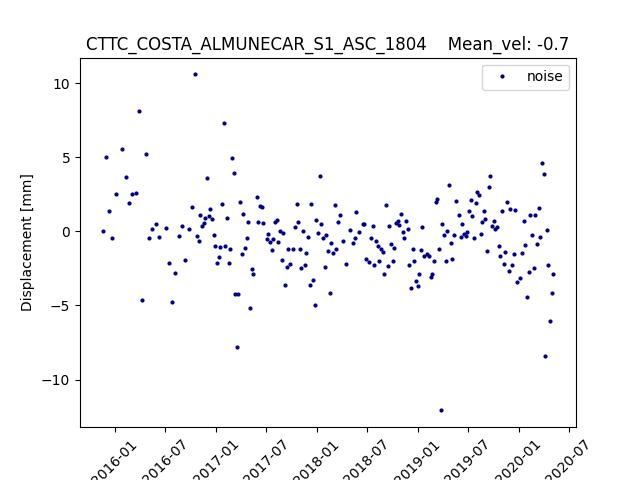 CTTC_COSTA_ALMUNECAR_S1_ASC_1804 Mean_vel: -0.7
noise
10
5
0
−5
−10
Displacement [mm]
2016-01 2016-07 2017-01 2017-07 2018-01 2018-07 2019-01 2019-07 2020-01 2020-07